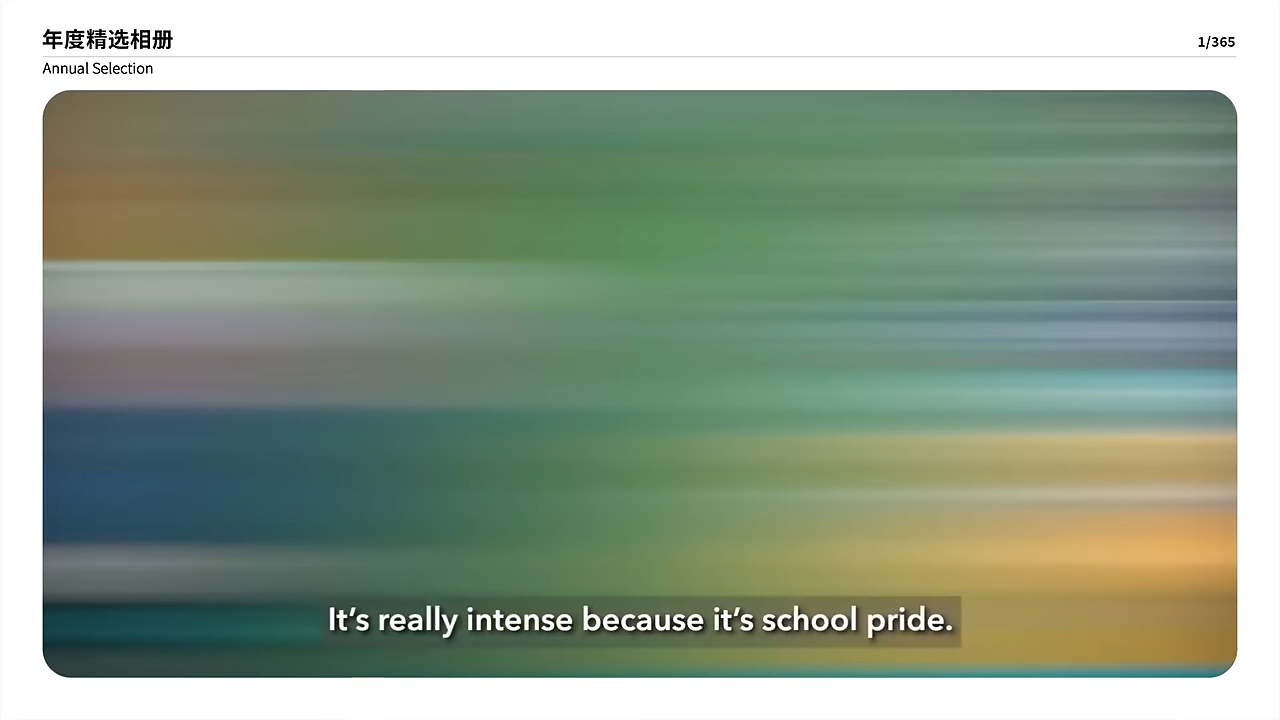 年度精选相册
1/365
Annual Selection
It's really intense because it's school pride.